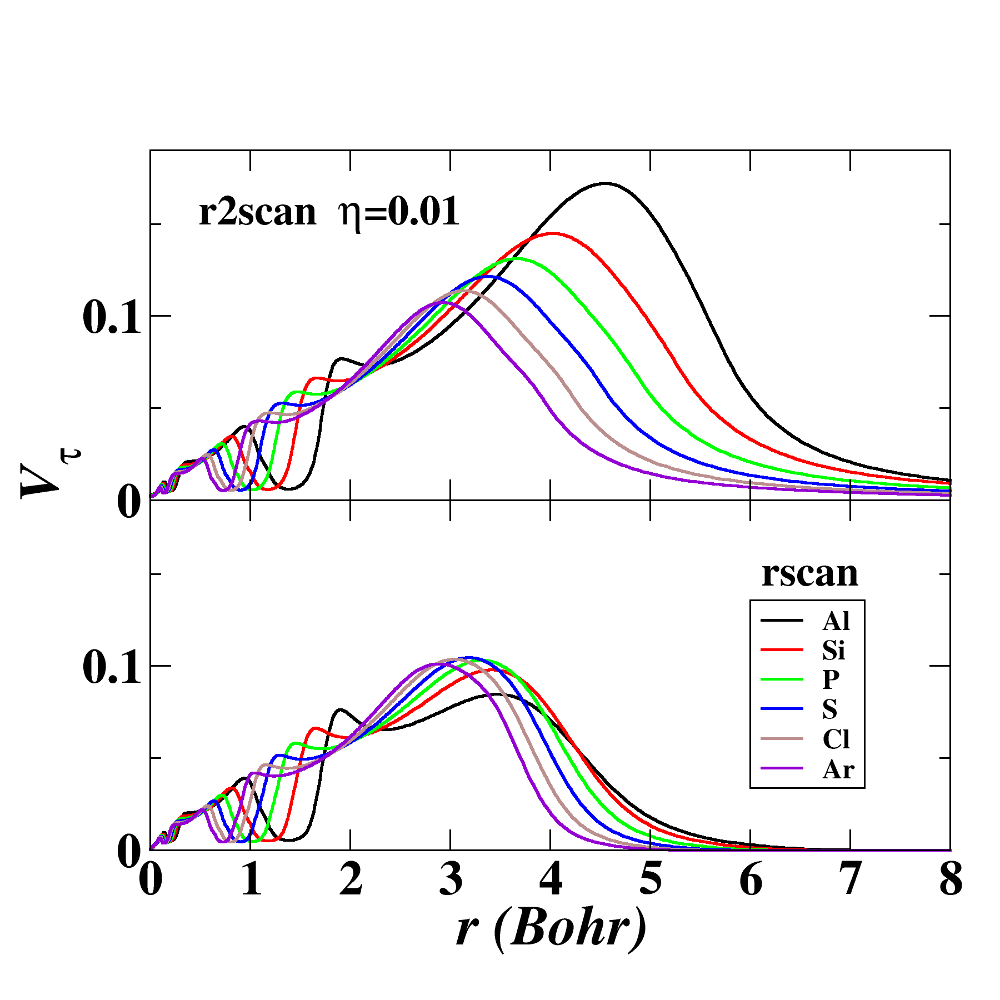 r2scan η=0.01
0.1
0
V τ
rscan
Al
Si
P
S
Cl
Ar
0.1
0
0 1 2 3 4 5 6 7 8
r (Bohr)